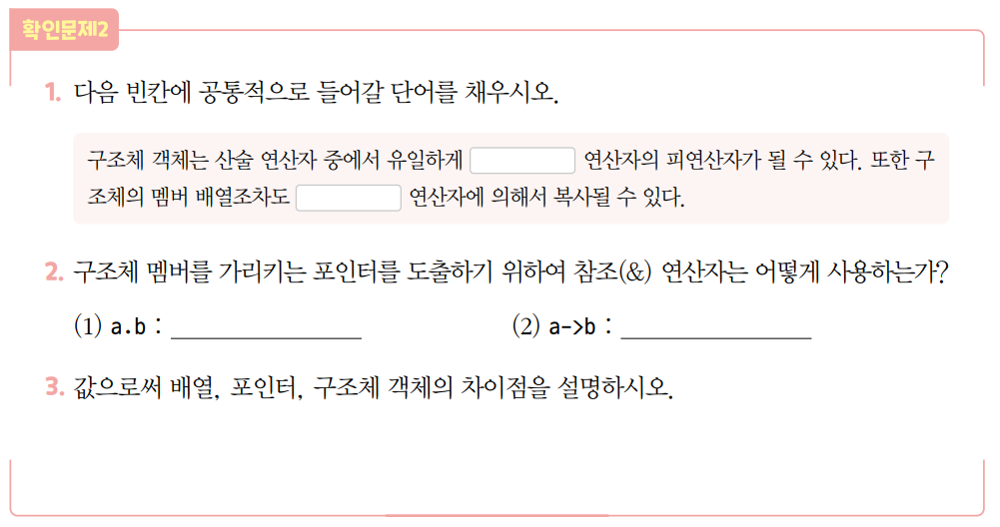 확인문제2
1. 다음 빈칸에 공통적으로 들어갈 단어를 채우시오.
구조체 객체는 산술 연산자 중에서 유일하게 연산자의 피연산자가 될 수 있다. 또한 구
조체의 멤버 배열조차도 연산자에 의해서 복사될 수 있다.
2. 구조체 멤버를 가리키는 포인터를 도출하기 위하여 참조(&) 연산자는 어떻게 사용하는가?
(1) a.b : (2) a->b :
3. 값으로써 배열, 포인터, 구조체 객체의 차이점을 설명하시오.